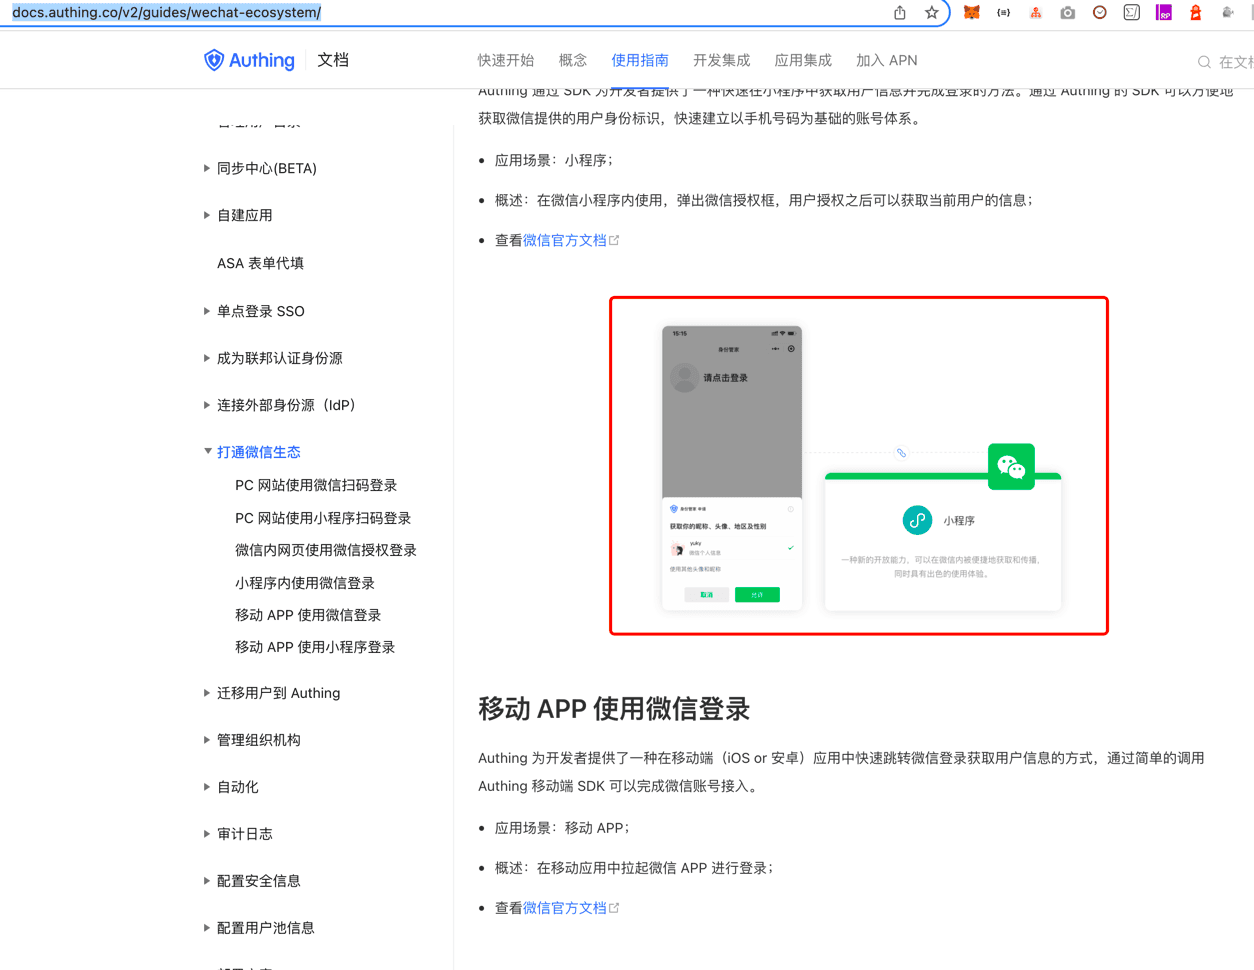 docs.authing.co/v2/guides/wechat-ecosystem/
Authing 文档
快速开始 概念 使用指南 开发集成 应用集成 加入 APN
在文档
管理用户目录
同步中心(BETA)
自建应用
ASA 表单代填
单点登录 SSO
成为联邦认证身份源
连接外部身份源（IdP）
打通微信生态
PC 网站使用微信扫码登录
PC 网站使用小程序扫码登录
微信内网页使用微信授权登录
小程序内使用微信登录
移动 APP 使用微信登录
移动 APP 使用小程序登录
迁移用户到 Authing
管理组织机构
自动化
审计日志
配置安全信息
配置用户池信息
Authing 通过 SDK 为开发者提供了一种快速在小程序中获取用户信息并完成登录的方法。通过 Authing 的 SDK 可以方便地
获取微信提供的用户身份标识，快速建立以手机号码为基础的账号体系。
应用场景：小程序；
概述：在微信小程序内使用，弹出微信授权框，用户授权之后可以获取当前用户的信息；
查看微信官方文档
15:15
身份管家
请点击登录
身份管家 申请
获取你的昵称、头像、地区及性别
yuky
微信个人信息
使用其他头像和昵称
取消 允许
小程序
一种新的开放能力，可以在微信内被便捷地获取和传播，
同时具有出色的使用体验。
移动 APP 使用微信登录
Authing 为开发者提供了一种在移动端（iOS or 安卓）应用中快速跳转微信登录获取用户信息的方式，通过简单的调用
Authing 移动端 SDK 可以完成微信账号接入。
应用场景：移动 APP；
概述：在移动应用中拉起微信 APP 进行登录；
查看微信官方文档